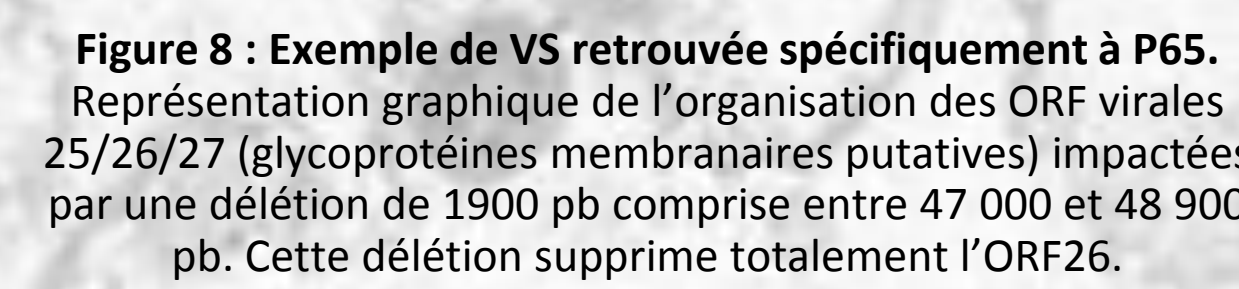 Figure 8 : Exemple de VS retrouvée spécifiquement à P65.
Représentation graphique de l’organisation des ORF virales
25/26/27 (glycoprotéines membranaires putatives) impactées
par une délétion de 1900 pb comprise entre 47 000 et 48 900
pb. Cette délétion supprime totalement l’ORF26.